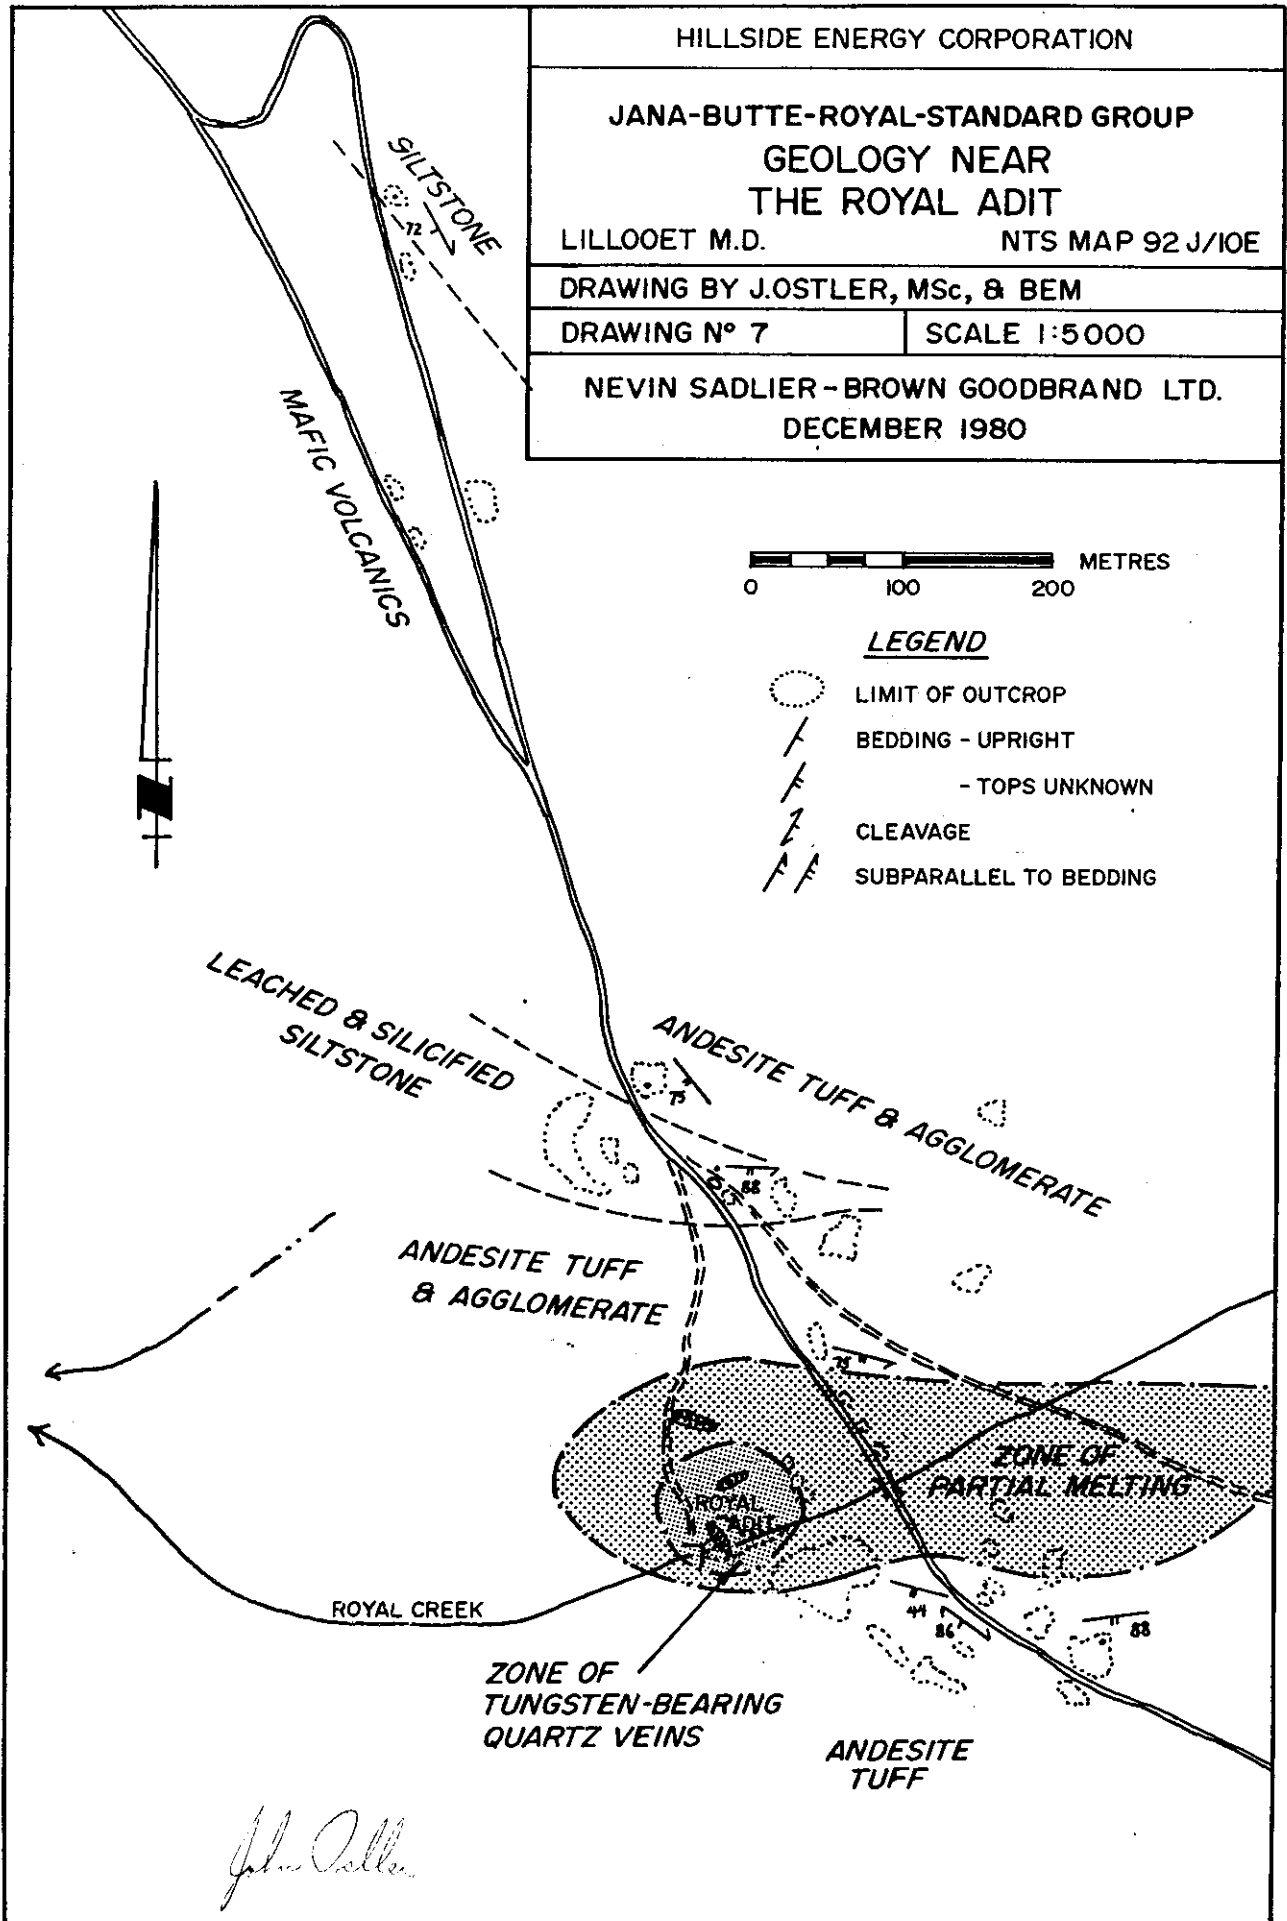 HILLSIDE ENERGY CORPORATION
JANA-BUTTE-ROYAL-STANDARD GROUP
GEOLOGY NEAR
THE ROYAL ADIT
LILLOOET M.D. NTS MAP 92 J/10E
DRAWING BY J.OSTLER, MSc, & BEM
DRAWING Nº 7 SCALE 1:5000
NEVIN SADLIER-BROWN GOODBRAND LTD.
DECEMBER 1980
SILTSTONE
72
MAFIC VOLCANICS
METRES
0 100 200
LEGEND
LIMIT OF OUTCROP
BEDDING - UPRIGHT
- TOPS UNKNOWN
CLEAVAGE
SUBPARALLEL TO BEDDING
N
LEACHED & SILICIFIED
SILTSTONE
ANDESITE TUFF & AGGLOMERATE
75
88
ANDESITE TUFF
& AGGLOMERATE
75
ZONE OF
PARTIAL MELTING
ROYAL
ADIT
ROYAL CREEK
44
86
88
ZONE OF
TUNGSTEN-BEARING
QUARTZ VEINS
ANDESITE
TUFF
John Ostler